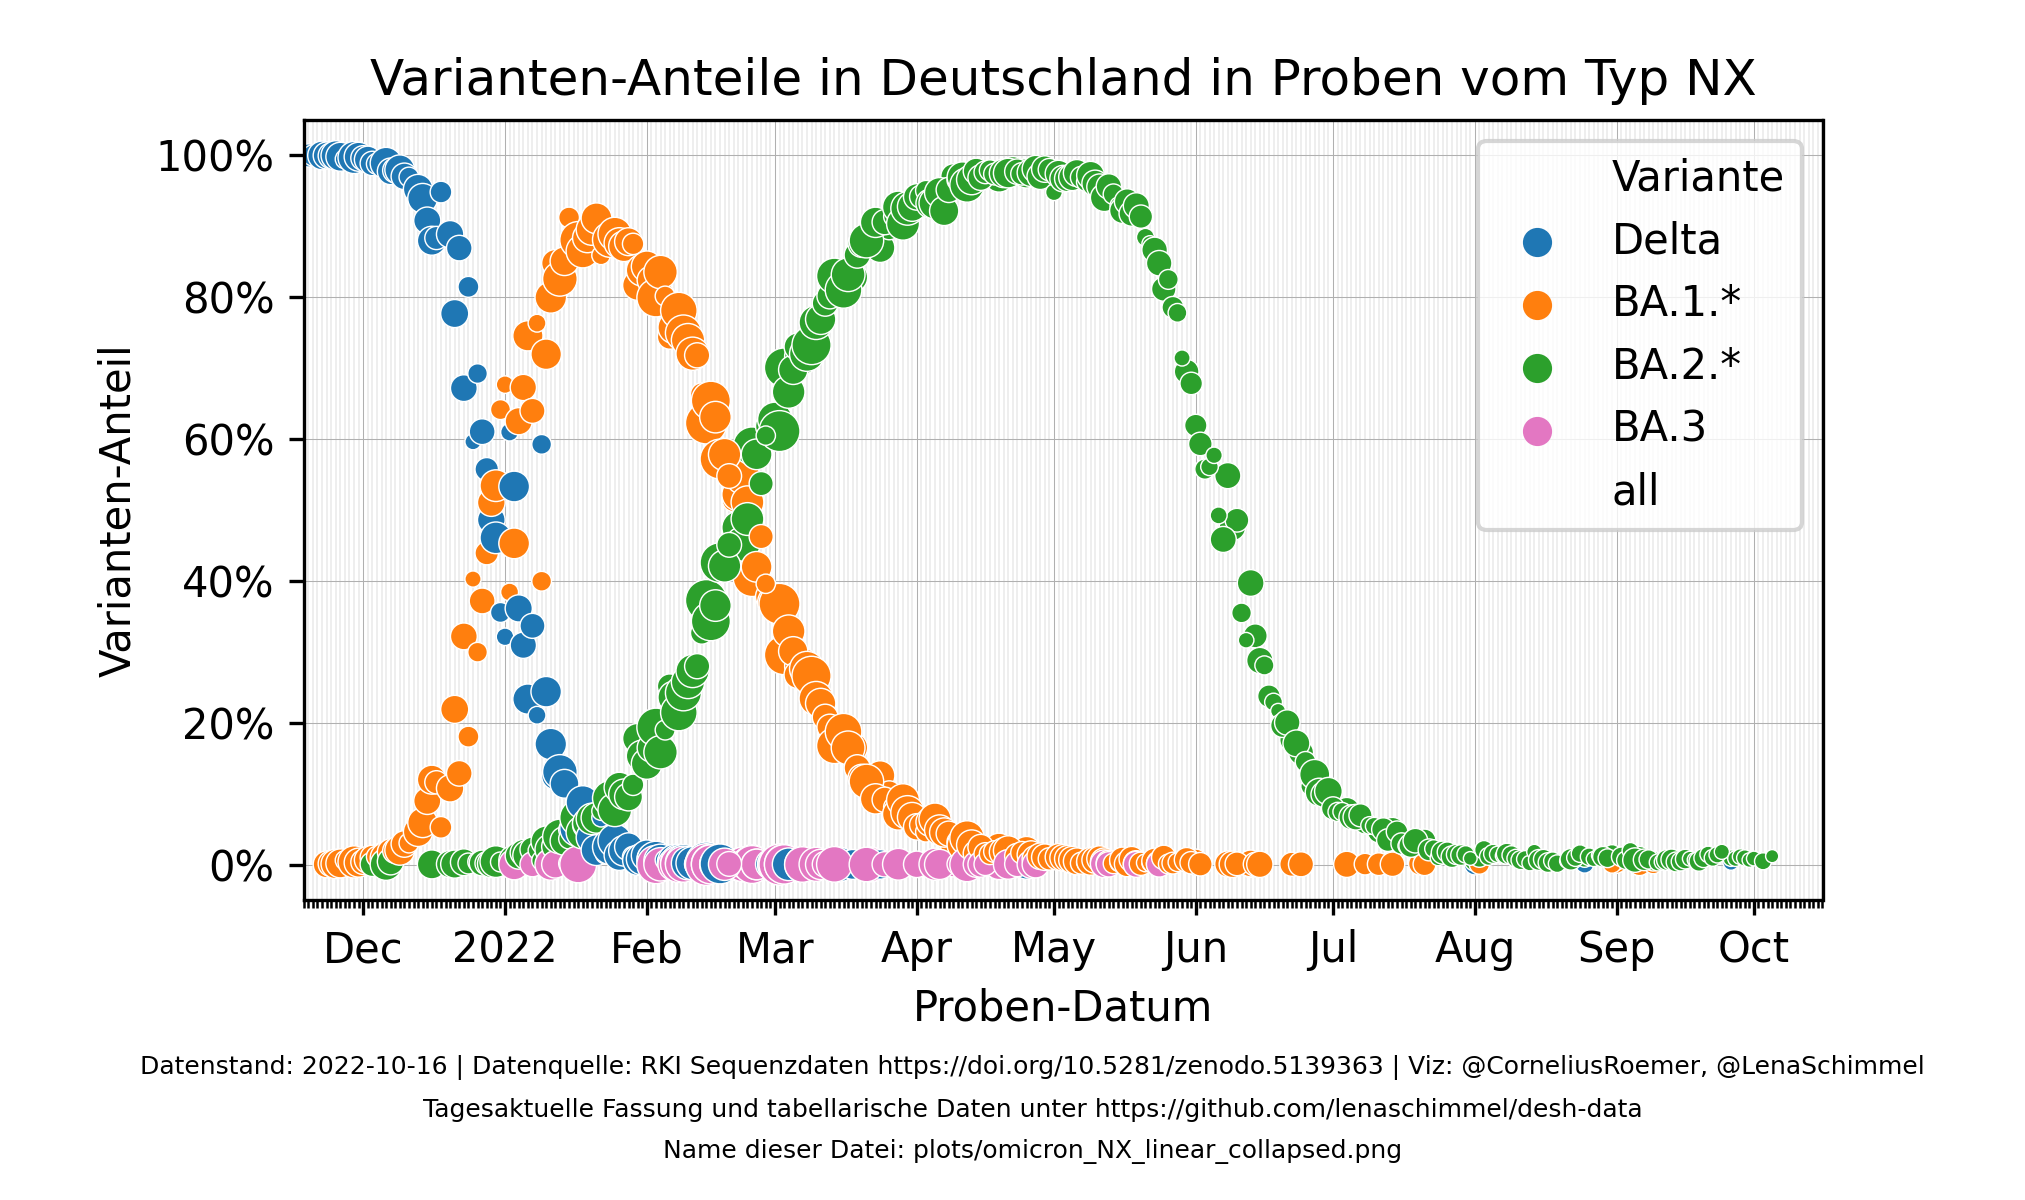 Varianten-Anteile in Deutschland in Proben vom Typ NX
Varianten-Anteil
100%
80%
60%
40%
20%
0%
Variante
Delta
BA.1.*
BA.2.*
BA.3
all
Dec 2022 Feb Mar Apr May Jun Jul Aug Sep Oct
Proben-Datum
Datenstand: 2022-10-16 | Datenquelle: RKI Sequenzdaten https://doi.org/10.5281/zenodo.5139363 | Viz: @CorneliusRoemer, @LenaSchimmel
Tagesaktuelle Fassung und tabellarische Daten unter https://github.com/lenaschimmel/desh-data
Name dieser Datei: plots/omicron_NX_linear_collapsed.png